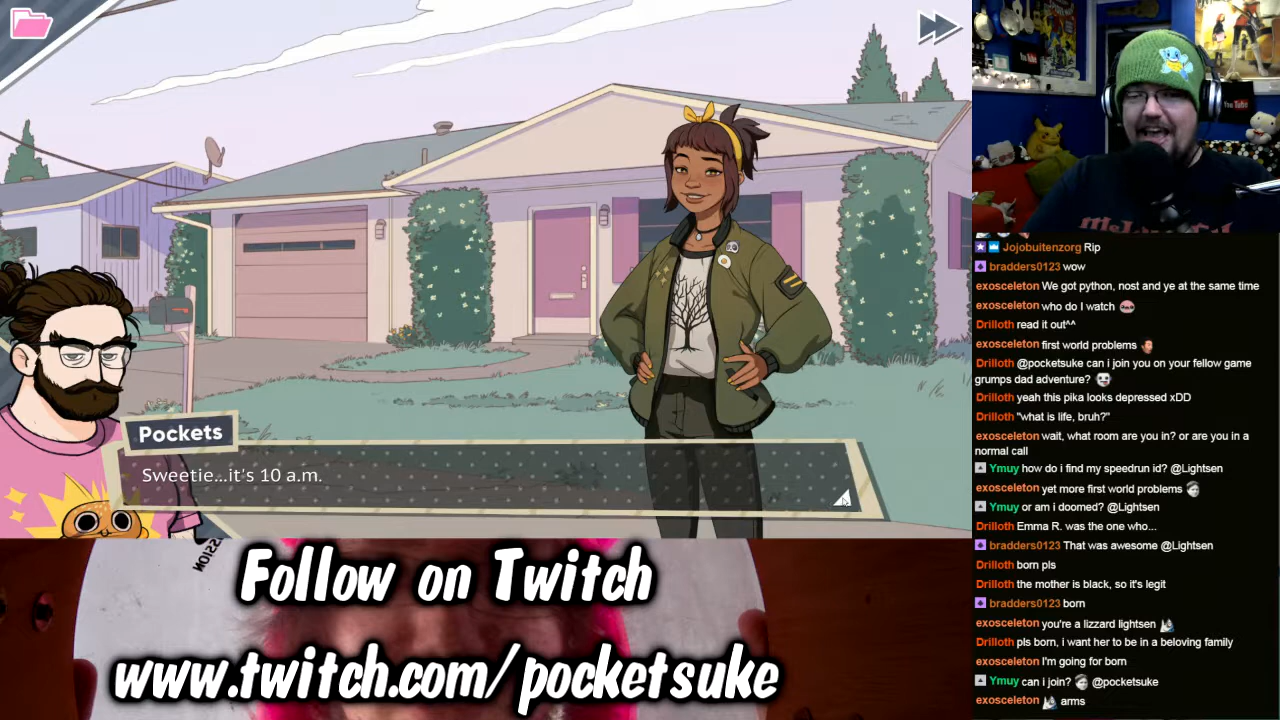 Pockets
Sweetie...it's 10 a.m.
SSION
Follow on Twitch
www.twitch.com/pocketsuke
You Tube
Jojobuitenzorg Rip
bradders0123 wow
exosceleton We got python, nost and ye at the same time
exosceleton who do I watch
Drilloth read it out^^
exosceleton first world problems
Drilloth @pocketsuke can i join you on your fellow game
grumps dad adventure?
Drilloth yeah this pika looks depressed xDD
Drilloth "what is life, bruh?"
exosceleton wait, what room are you in? or are you in a
normal call
Ymuy how do i find my speedrun id? @Lightsen
exosceleton yet more first world problems
Ymuy or am i doomed? @Lightsen
Drilloth Emma R. was the one who...
bradders0123 That was awesome @Lightsen
Drilloth born pls
Drilloth the mother is black, so it's legit
bradders0123 born
exosceleton you're a lizzard lightsen
Drilloth pls born, i want her to be in a beloving family
exosceleton I'm going for born
Ymuy can i join? @pocketsuke
exosceleton arms